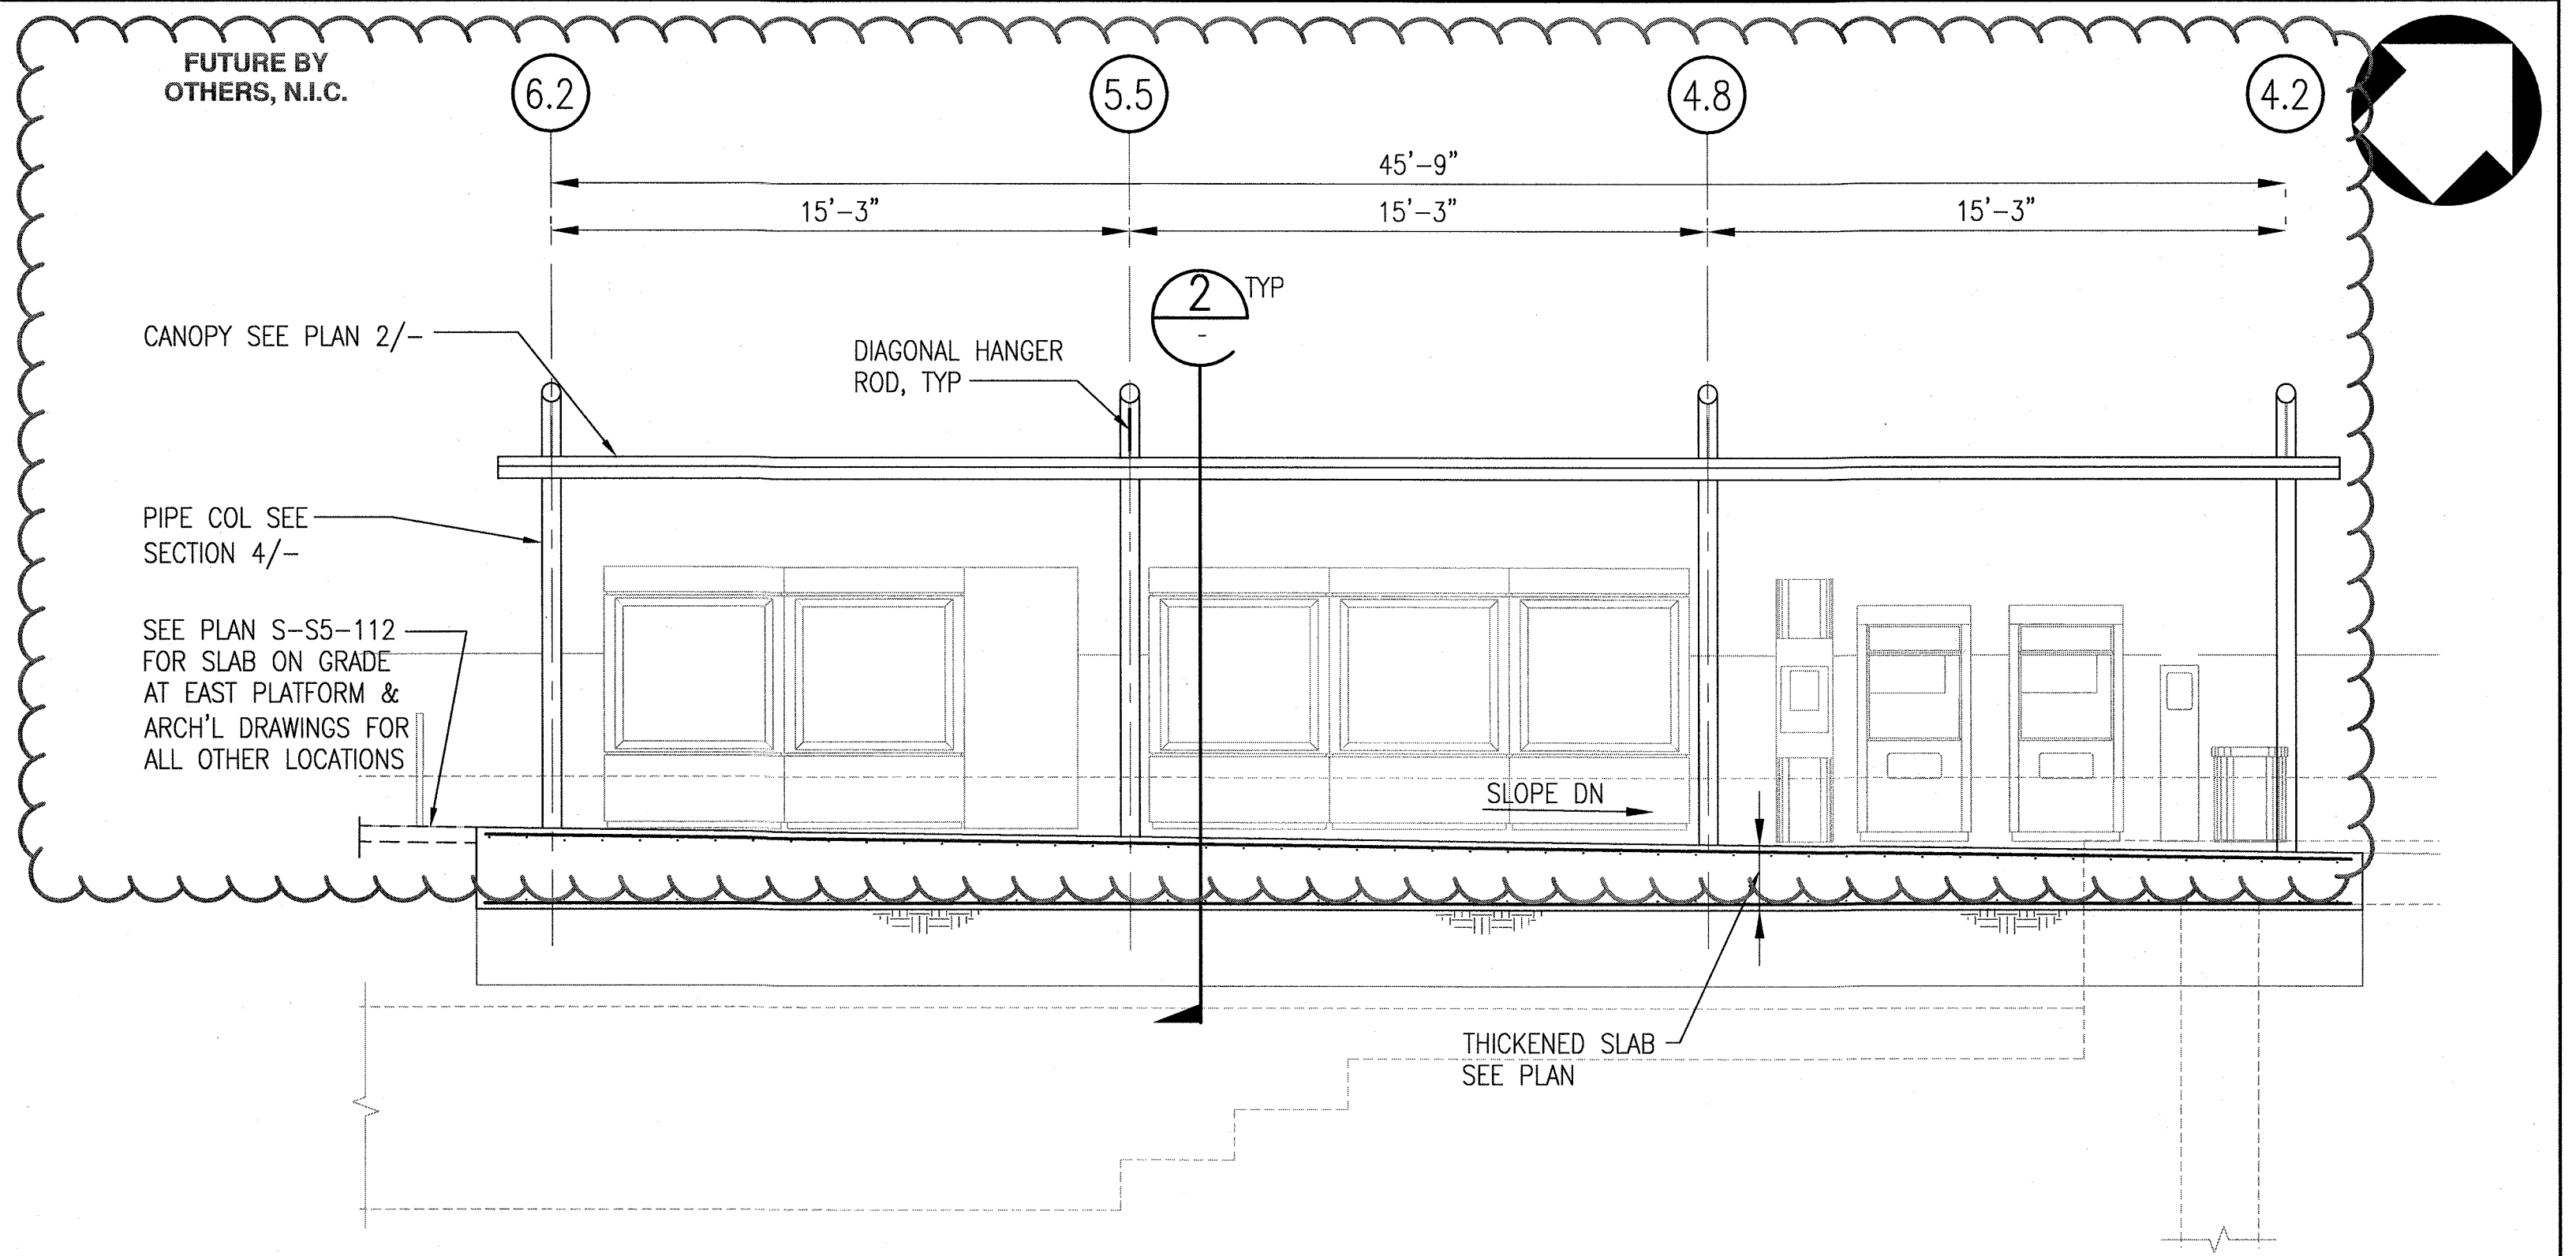 FUTURE BY
OTHERS, N.I.C.
6.2
5.5
4.8
4.2
45'-9"
15'-3"
15'-3"
15'-3"
2
TYP
-
CANOPY SEE PLAN 2/-
DIAGONAL HANGER
ROD, TYP
PIPE COL SEE
SECTION 4/-
SEE PLAN S-S5-112
FOR SLAB ON GRADE
AT EAST PLATFORM &
ARCH'L DRAWINGS FOR
ALL OTHER LOCATIONS
SLOPE DN
THICKENED SLAB
SEE PLAN